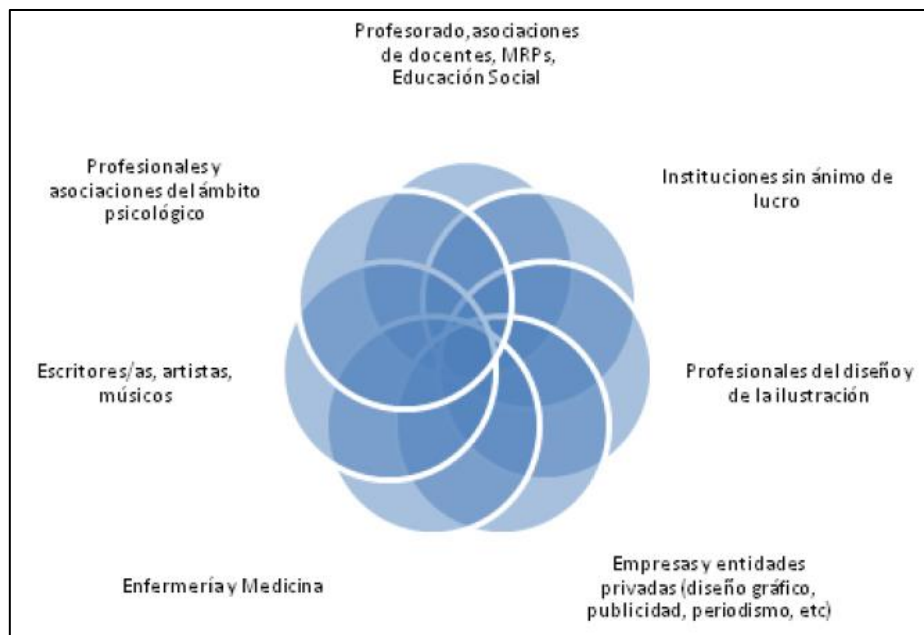 Profesorado, asociaciones
de docentes, MRPs,
Educación Social
Profesionales y
asociaciones del ámbito
psicológico
Instituciones sin ánimo de
lucro
Escritores/as, artistas,
músicos
Profesionales del diseño y
de la ilustración
Enfermería y Medicina
Empresas y entidades
privadas (diseño gráfico,
publicidad, periodismo, etc)